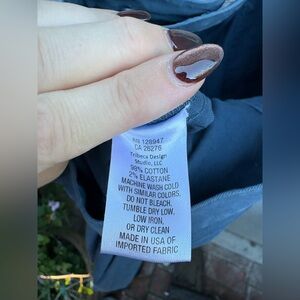 RN 128947
CA 28276
Tribeca Design
Studio, LLC
98% COTTON
2% ELASTANE
MACHINE WASH COLD
WITH SIMILAR COLORS,
DO NOT BLEACH,
TUMBLE DRY LOW,
LOW IRON,
OR DRY CLEAN
MADE IN USA OF
IMPORTED FABRIC